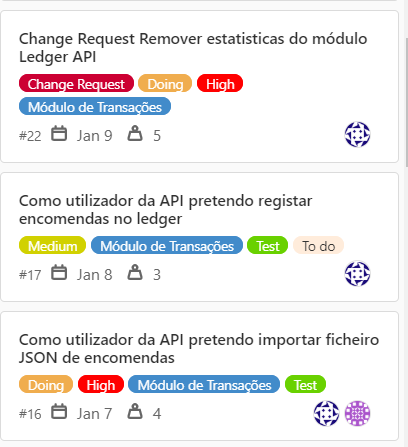 Change Request Remover estatisticas do módulo
Ledger API
Change Request Doing High
Módulo de Transações
#22 Jan 9 5
Como utilizador da API pretendo registar
encomendas no ledger
Medium Módulo de Transações Test To do
#17 Jan 8 3
Como utilizador da API pretendo importar ficheiro
JSON de encomendas
Doing High Módulo de Transações Test
#16 Jan 7 4